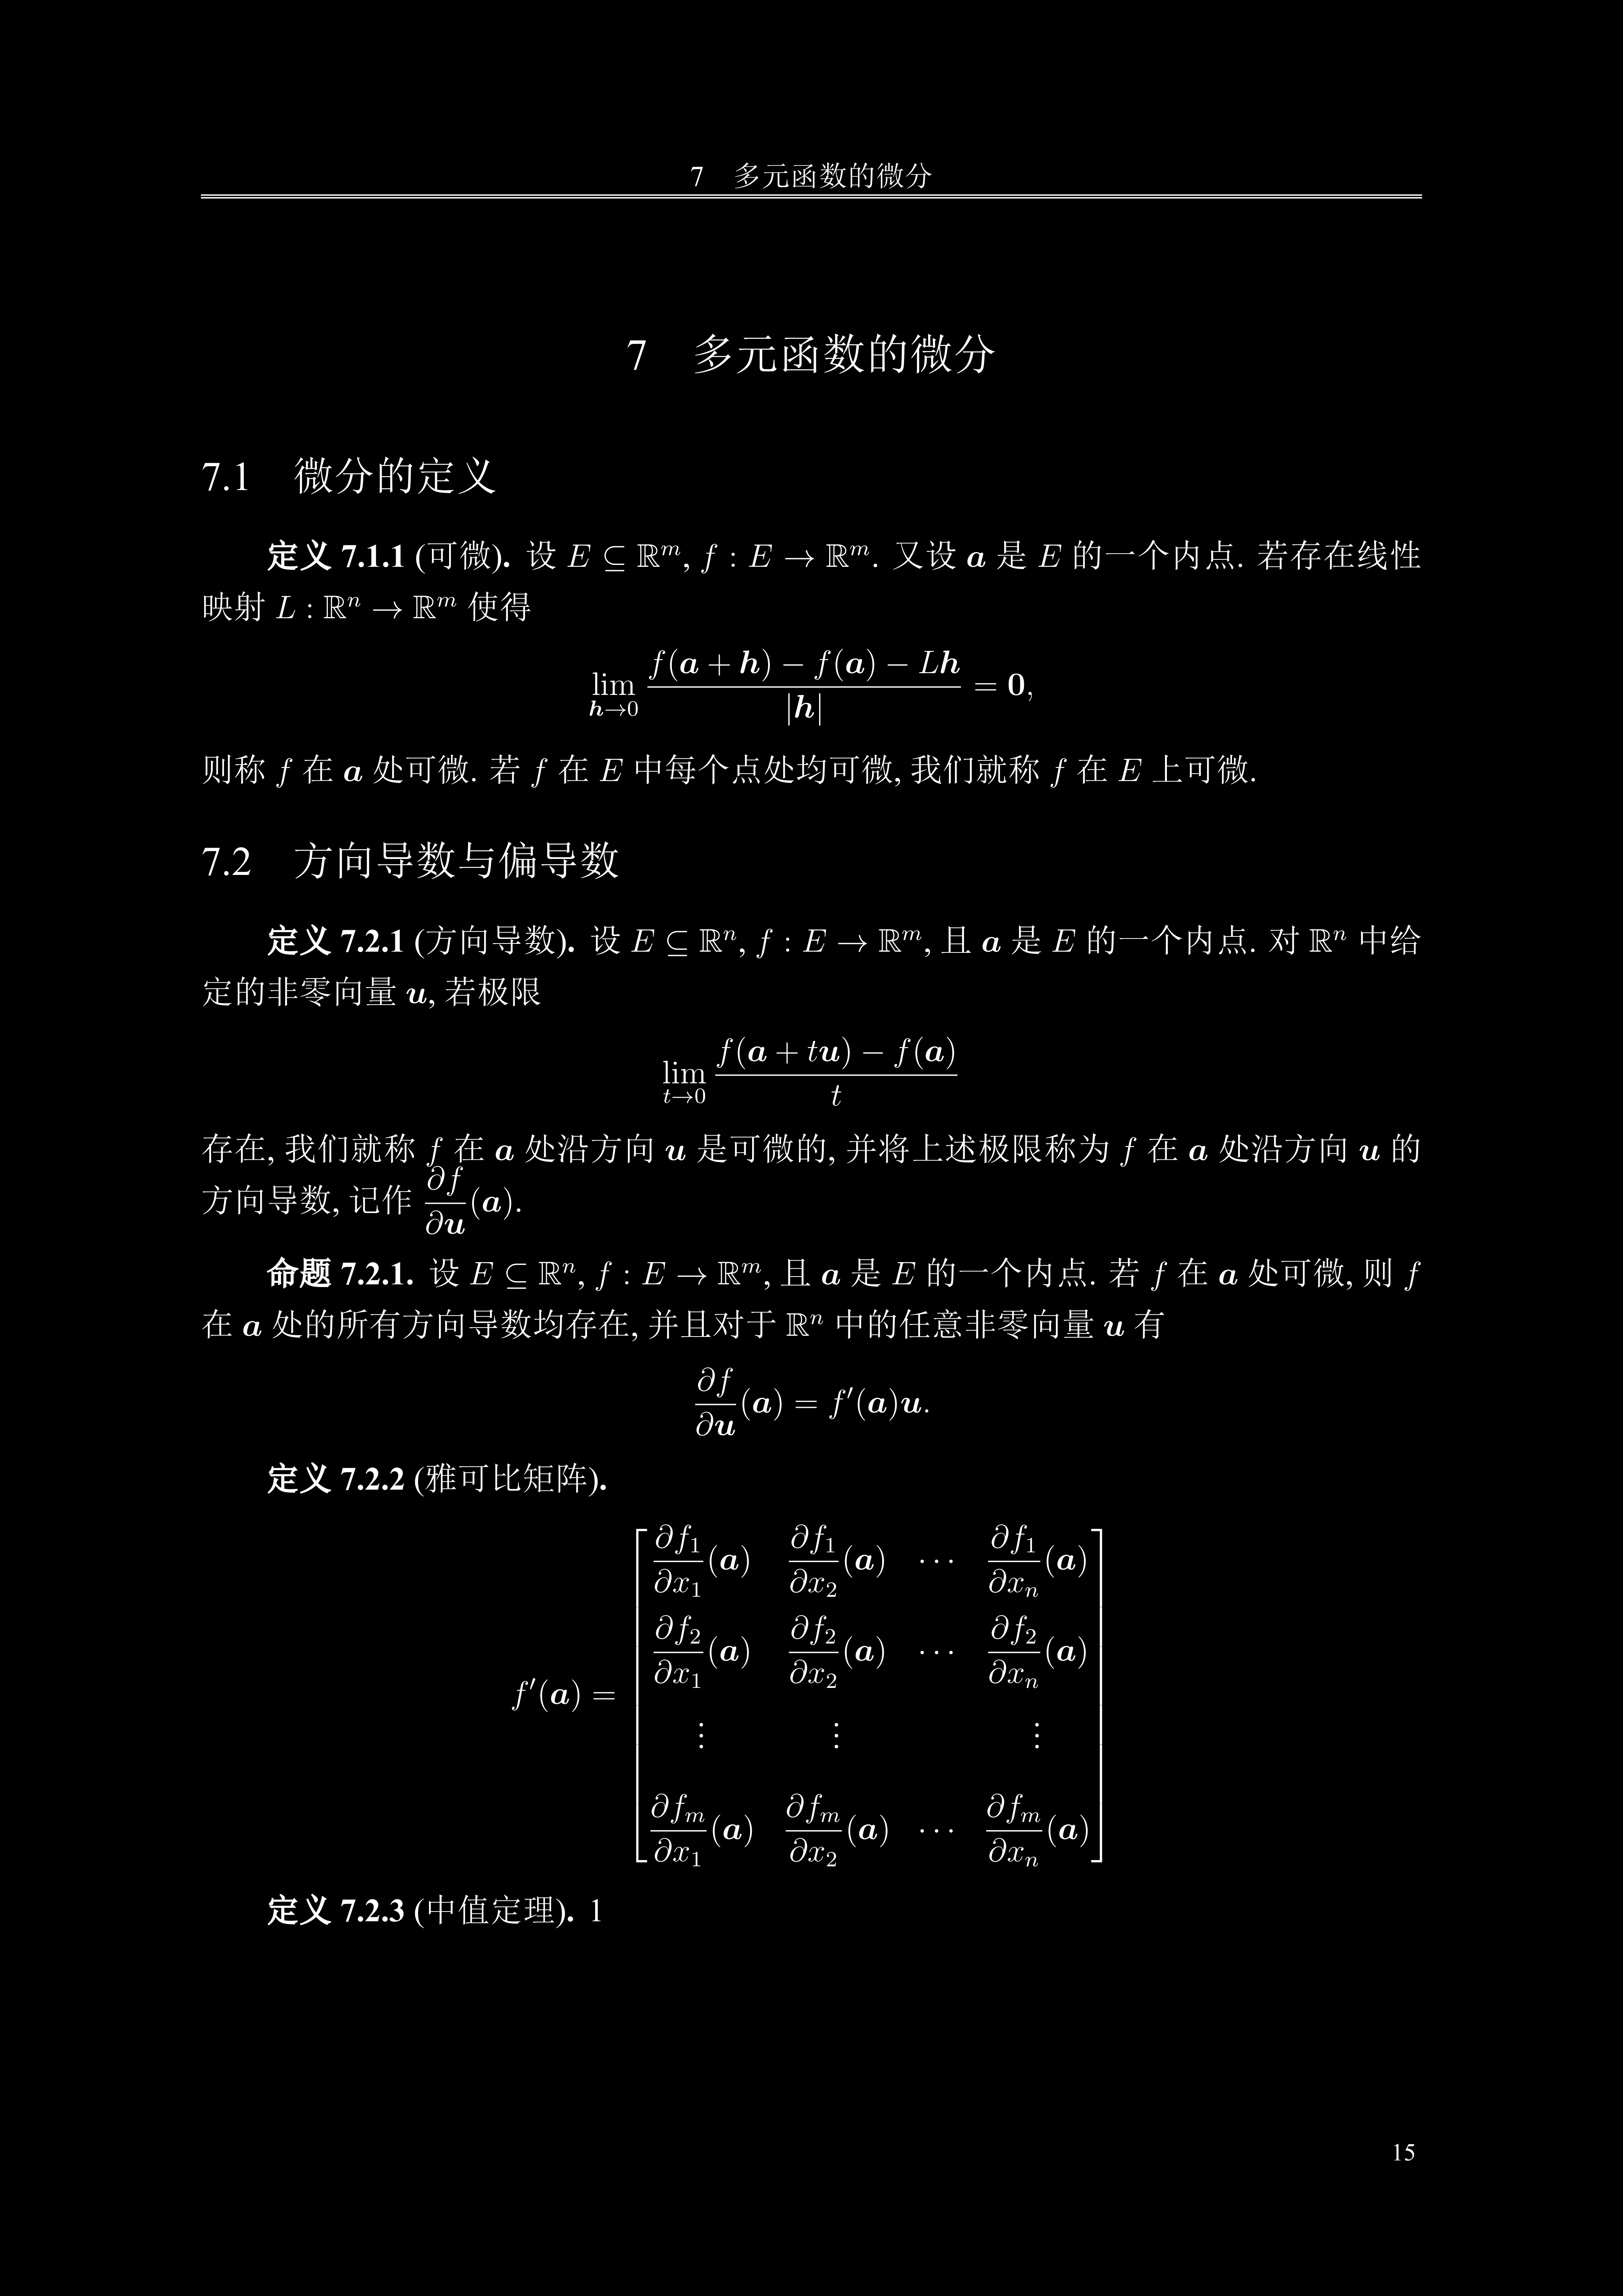 7 多元函数的微分
7 多元函数的微分
7.1 微分的定义
定义 7.1.1 (可微). 设 $E \subseteq \mathbb{R}^m$, $f : E \to \mathbb{R}^m$. 又设 $\boldsymbol{a}$ 是 $E$ 的一个内点. 若存在线性
映射 $L : \mathbb{R}^n \to \mathbb{R}^m$ 使得
$$\lim_{\boldsymbol{h} \to 0} \frac{f(\boldsymbol{a} + \boldsymbol{h}) - f(\boldsymbol{a}) - L\boldsymbol{h}}{|\boldsymbol{h}|} = \boldsymbol{0},$$
则称 $f$ 在 $\boldsymbol{a}$ 处可微. 若 $f$ 在 $E$ 中每个点处均可微, 我们就称 $f$ 在 $E$ 上可微.
7.2 方向导数与偏导数
定义 7.2.1 (方向导数). 设 $E \subseteq \mathbb{R}^n$, $f : E \to \mathbb{R}^m$, 且 $\boldsymbol{a}$ 是 $E$ 的一个内点. 对 $\mathbb{R}^n$ 中给
定的非零向量 $\boldsymbol{u}$, 若极限
$$\lim_{t \to 0} \frac{f(\boldsymbol{a} + t\boldsymbol{u}) - f(\boldsymbol{a})}{t}$$
存在, 我们就称 $f$ 在 $\boldsymbol{a}$ 处沿方向 $\boldsymbol{u}$ 是可微的, 并将上述极限称为 $f$ 在 $\boldsymbol{a}$ 处沿方向 $\boldsymbol{u}$ 的
方向导数, 记作 $\dfrac{\partial f}{\partial \boldsymbol{u}}(\boldsymbol{a})$.
命题 7.2.1. 设 $E \subseteq \mathbb{R}^n$, $f : E \to \mathbb{R}^m$, 且 $\boldsymbol{a}$ 是 $E$ 的一个内点. 若 $f$ 在 $\boldsymbol{a}$ 处可微, 则 $f$
在 $\boldsymbol{a}$ 处的所有方向导数均存在, 并且对于 $\mathbb{R}^n$ 中的任意非零向量 $\boldsymbol{u}$ 有
$$\frac{\partial f}{\partial \boldsymbol{u}}(\boldsymbol{a}) = f'(\boldsymbol{a})\boldsymbol{u}.$$
定义 7.2.2 (雅可比矩阵).
$$f'(\boldsymbol{a}) = \begin{bmatrix} \dfrac{\partial f_1}{\partial x_1}(\boldsymbol{a}) & \dfrac{\partial f_1}{\partial x_2}(\boldsymbol{a}) & \cdots & \dfrac{\partial f_1}{\partial x_n}(\boldsymbol{a}) \\ \dfrac{\partial f_2}{\partial x_1}(\boldsymbol{a}) & \dfrac{\partial f_2}{\partial x_2}(\boldsymbol{a}) & \cdots & \dfrac{\partial f_2}{\partial x_n}(\boldsymbol{a}) \\ \vdots & \vdots & & \vdots \\ \dfrac{\partial f_m}{\partial x_1}(\boldsymbol{a}) & \dfrac{\partial f_m}{\partial x_2}(\boldsymbol{a}) & \cdots & \dfrac{\partial f_m}{\partial x_n}(\boldsymbol{a}) \end{bmatrix}$$
定义 7.2.3 (中值定理). 1
15